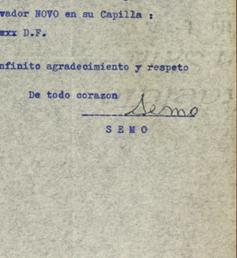 vador NOVO en su Capilla :
xxx D.F.
nfinito agradecimiento y respeto
De todo corazon
Semo
S E M O